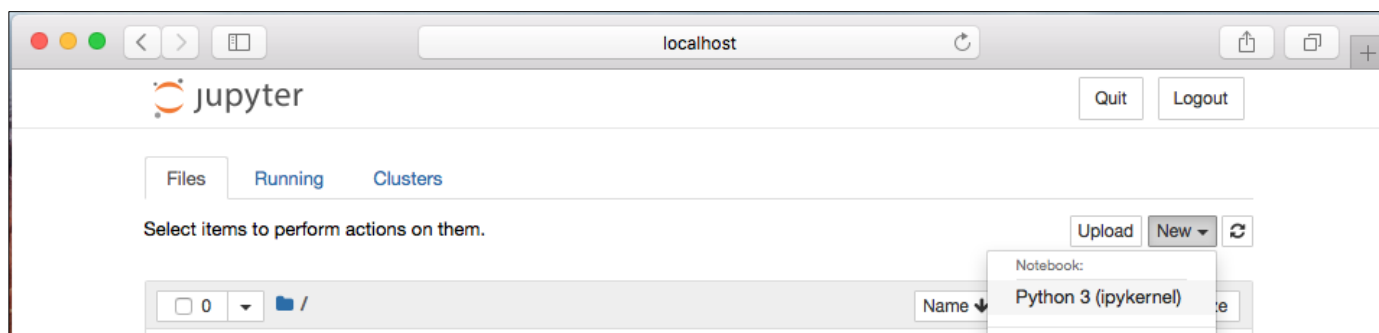 localhost
jupyter
Quit
Logout
Files
Running
Clusters
Select items to perform actions on them.
Upload
New
Notebook:
Python 3 (ipykernel)
0
/
Name